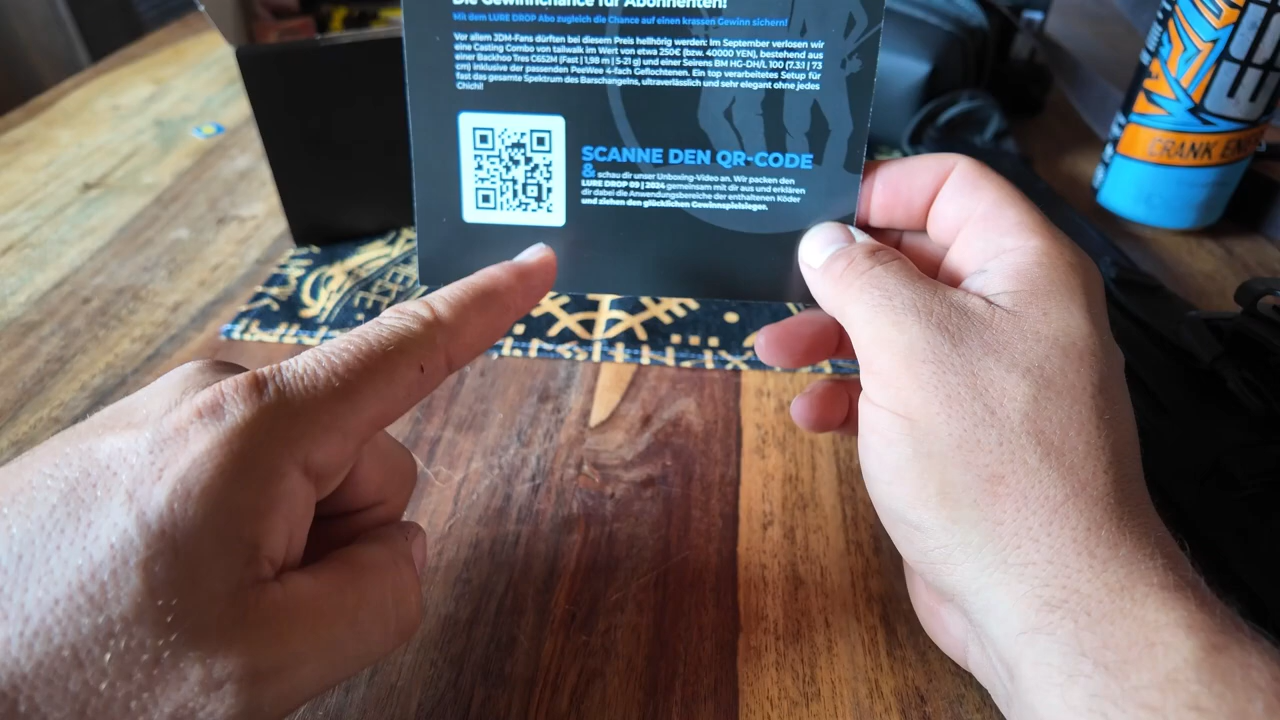 Die Gewinnchance für Abonnenten!
Mit dem LURE DROP Abo zugleich die Chance auf einen krassen Gewinn sichern!
Vor allem JDM-Fans dürften bei diesem Preis hellhörig werden: Im September verlosen wir
eine Casting Combo von tailwalk im Wert von etwa 250€ (bzw. 40000 YEN), bestehend aus
einer Backhoo Tres C652M (Fast | 1,98 m | 5-21 g) und einer Seirens BM HG-DH/L 100 (7.3:1 | 73
cm) inklusive der passenden PeeWee 4-fach Geflochtenen. Ein top verarbeitetes Setup für
fast das gesamte Spektrum des Barschangelns, ultraverlässlich und sehr elegant ohne jedes
Chichi!
SCANNE DEN QR-CODE
& schau dir unser Unboxing-Video an. Wir packen den
LURE DROP 09 | 2024 gemeinsam mit dir aus und erklären
dir dabei die Anwendungsbereiche der enthaltenen Köder
und ziehen den glücklichen Gewinnspielsieger.
CRANK